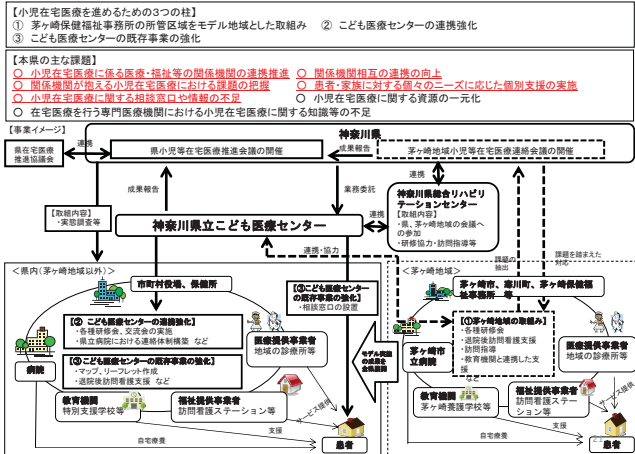 【小児在宅医療を進めるための３つの柱】
① 茅ヶ崎保健福祉事務所の所管区域をモデル地域とした取組み　② こども医療センターの連携強化
③ こども医療センターの既存事業の強化
【本県の主な課題】
○ 小児在宅医療に係る医療・福祉等の関係機関の連携推進　○ 関係機関相互の連携の向上
○ 関係機関が抱える小児在宅医療における課題の把握　○ 患者・家族に対する個々のニーズに応じた個別支援の実施
○ 小児在宅医療に関する相談窓口や情報の不足　○ 小児在宅医療に関する資源の一元化
○ 在宅医療を行う専門医療機関における小児在宅医療に関する知識等の不足
【事業イメージ】
神奈川県
県在宅医療
推進協議会
連携
県小児等在宅医療推進会議の開催
成果報告
茅ヶ崎地域小児等在宅医療連絡会議の開催
成果報告
業務委託
連携
【取組内容】
・実態調査等
神奈川県立こども医療センター
連携
神奈川県総合リハビリ
テーションセンター
【取組内容】
・県、茅ヶ崎地域の会議へ
の参加
・研修協力・訪問指導等
連携・協力
課題の
抽出
課題を踏まえた
対応
＜県内（茅ヶ崎地域以外）＞
市町村役場、保健所
【③こども医療センター
の既存事業の強化】
・相談窓口の設置
【② こども医療センターの連携強化】
・各種研修会、交流会の実施
・県立病院における連絡体制構築 など
【③こども医療センターの既存事業の強化】
・マップ、リーフレット作成
・退院後訪問看護支援 など
病院
医療提供事業者
地域の診療所等
教育機関
特別支援学校等
福祉提供事業者
訪問看護ステーション等
サービス提供
支援
自宅療養
患者
モデル実施
の成果を
全県展開
＜茅ヶ崎地域＞
茅ヶ崎市、寒川町、茅ヶ崎保健福
祉事務所 等
【①茅ヶ崎地域の取組み】
・各種研修会
・退院後訪問看護支援
・訪問指導
・教育機関と連携した支
援
など
茅ヶ崎市
立病院
医療提供事業者
地域の診療所等
教育機関
茅ヶ崎養護学校等
福祉提供事業者
訪問看護ステー
ション等
サービス提供
支援
自宅療養
患者